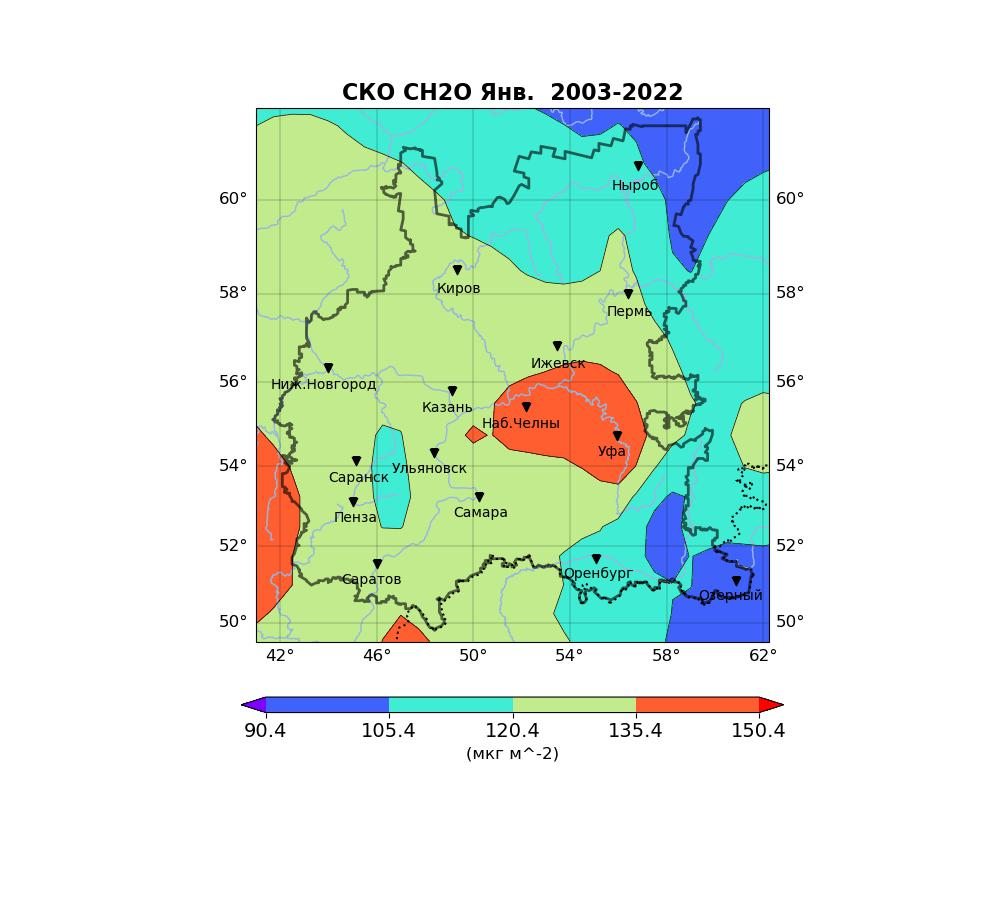 СКО CH2O Янв.  2003-2022
Ныроб
60°
60°
Киров
58°
58°
Пермь
Ижевск
56°
56°
Ниж.Новгород
Казань
Наб.Челны
Уфа
54°
54°
Ульяновск
Саранск
Самара
Пенза
52°
52°
Оренбург
Саратов
Озерный
50°
50°
42°
46°
50°
54°
58°
62°
90.4
105.4
120.4
135.4
150.4
(мкг м^-2)